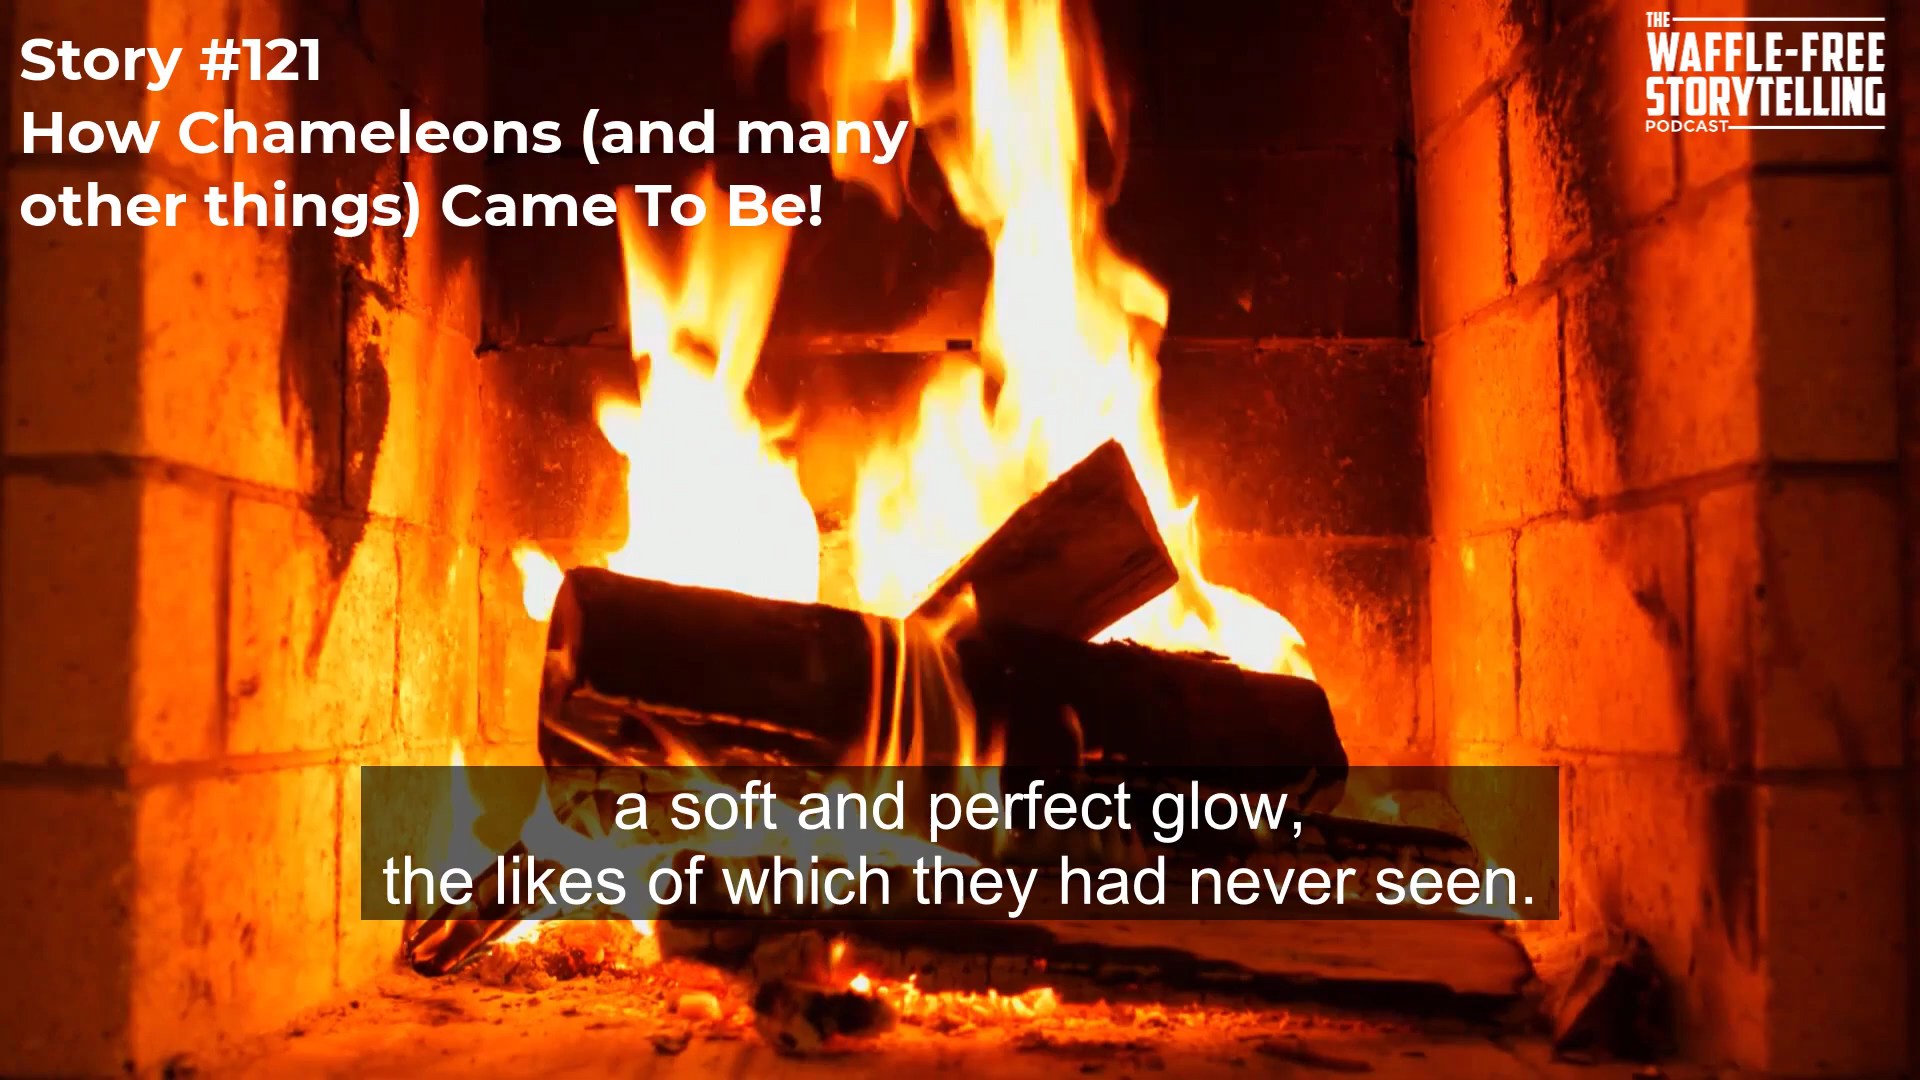 Story #121
How Chameleons (and many
other things) Came To Be!
THE
WAFFLE-FREE
STORYTELLING
PODCAST
a soft and perfect glow,
the likes of which they had never seen.